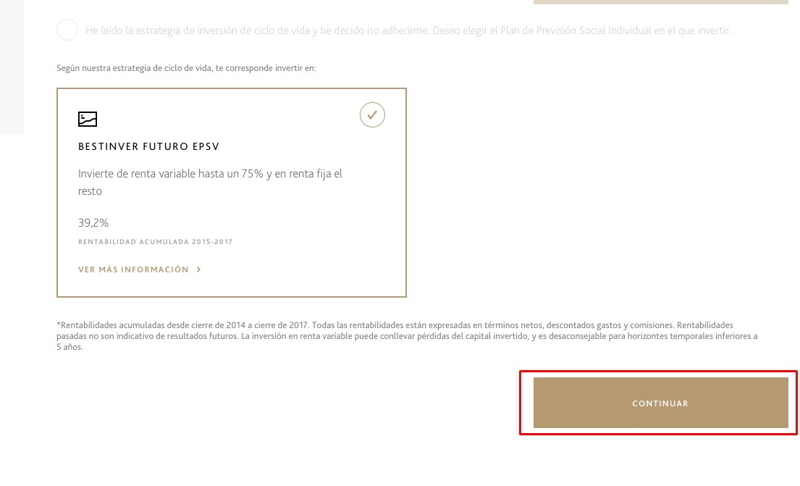 He leído la estrategia de inversión de ciclo de vida y he decido no adherirme. Deseo elegir el Plan de Previsión Social Individual en el que invertir.
Según nuestra estrategia de ciclo de vida, te corresponde invertir en:
BESTINVER FUTURO EPSV
Invierte de renta variable hasta un 75% y en renta fija el
resto
39,2%
RENTABILIDAD ACUMULADA 2015-2017
VER MÁS INFORMACIÓN >
*Rentabilidades acumuladas desde cierre de 2014 a cierre de 2017. Todas las rentabilidades están expresadas en términos netos, descontados gastos y comisiones. Rentabilidades
pasadas no son indicativo de resultados futuros. La inversión en renta variable puede conllevar pérdidas del capital invertido, y es desaconsejable para horizontes temporales inferiores a
5 años.
CONTINUAR